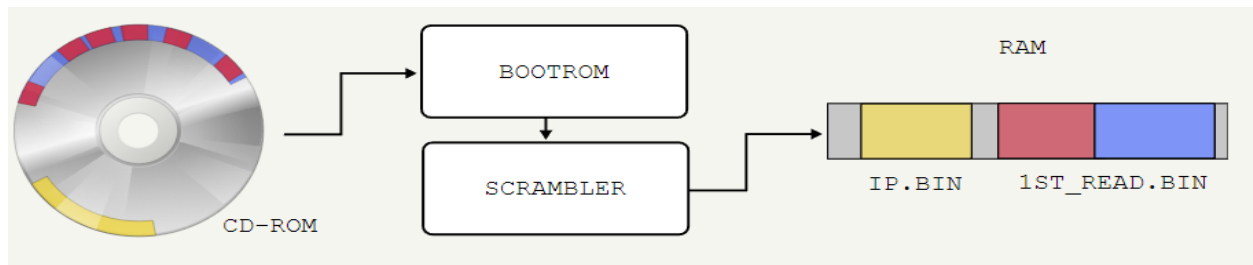 RAM
BOOTROM
SCRAMBLER
IP.BIN
1ST_READ.BIN
CD-ROM